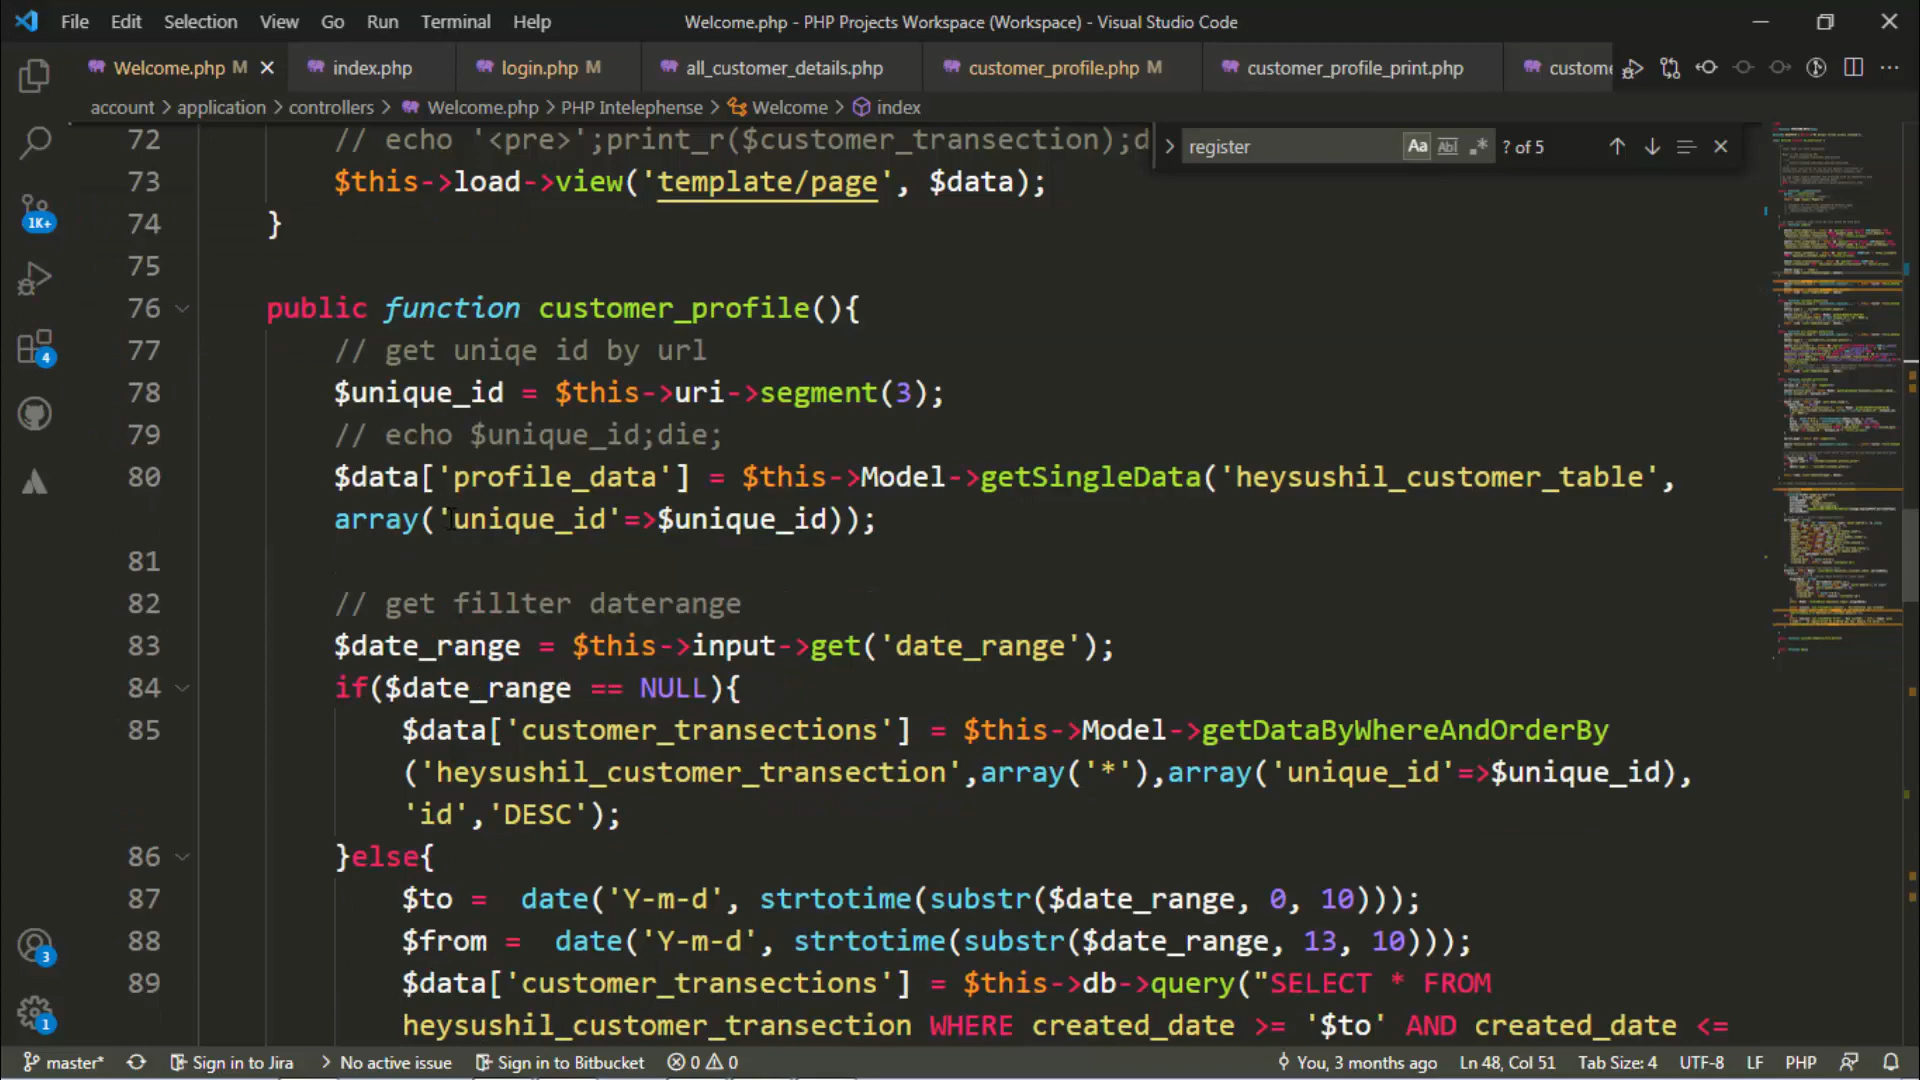 File Edit Selection View Go Run Terminal Help Welcome.php - PHP Projects Workspace (Workspace) - Visual Studio Code
Welcome.php M index.php login.php M all_customer_details.php customer_profile.php M customer_profile_print.php custome
account > application > controllers > Welcome.php > PHP Intelephense > Welcome > index
register Aa Abl .* ? of 5
72 // echo '<pre>';print_r($customer_transection);d
73 $this->load->view('template/page', $data);
74 }
75
76 public function customer_profile(){
77 // get uniqe id by url
78 $unique_id = $this->uri->segment(3);
79 // echo $unique_id;die;
80 $data['profile_data'] = $this->Model->getSingleData('heysushil_customer_table',
array('unique_id'=>$unique_id));
81
82 // get fillter daterange
83 $date_range = $this->input->get('date_range');
84 if($date_range == NULL){
85 $data['customer_transections'] = $this->Model->getDataByWhereAndOrderBy
('heysushil_customer_transection',array('*'),array('unique_id'=>$unique_id),
'id','DESC');
86 }else{
87 $to =  date('Y-m-d', strtotime(substr($date_range, 0, 10)));
88 $from =  date('Y-m-d', strtotime(substr($date_range, 13, 10)));
89 $data['customer_transections'] = $this->db->query("SELECT * FROM
heysushil_customer_transection WHERE created_date >= '$to' AND created_date <=
1K+
4
3
1
master* Sign in to Jira No active issue Sign in to Bitbucket 0 0 You, 3 months ago Ln 48, Col 51 Tab Size: 4 UTF-8 LF PHP